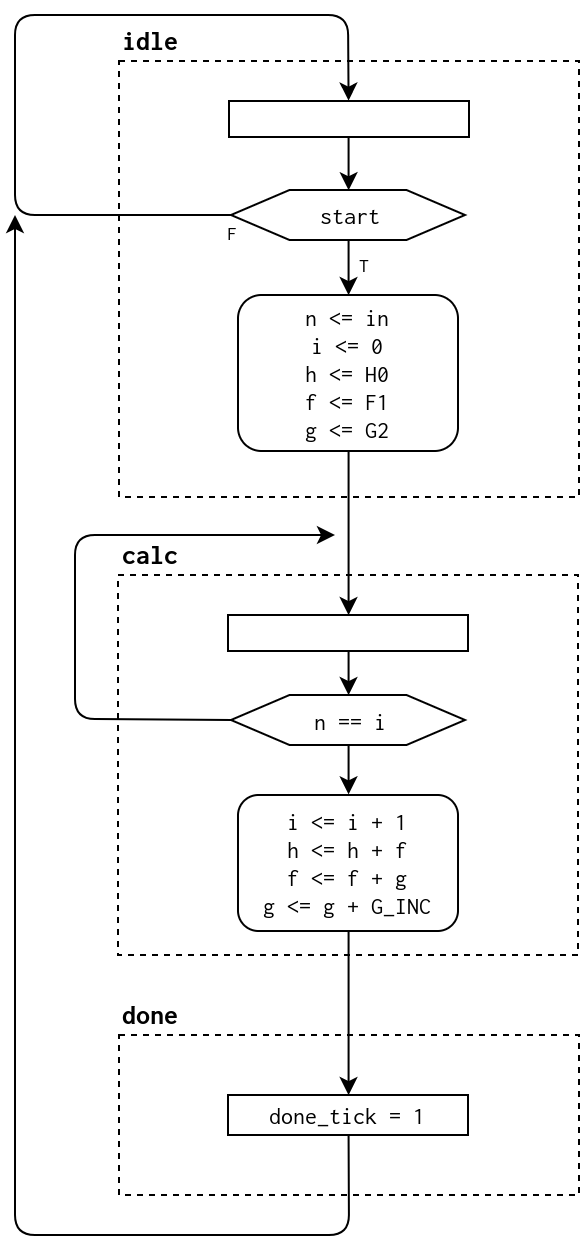 idle
start
F
T
n <= in
i <= 0
h <= H0
f <= F1
g <= G2
calc
n == i
i <= i + 1
h <= h + f
f <= f + g
g <= g + G_INC
done
done_tick = 1